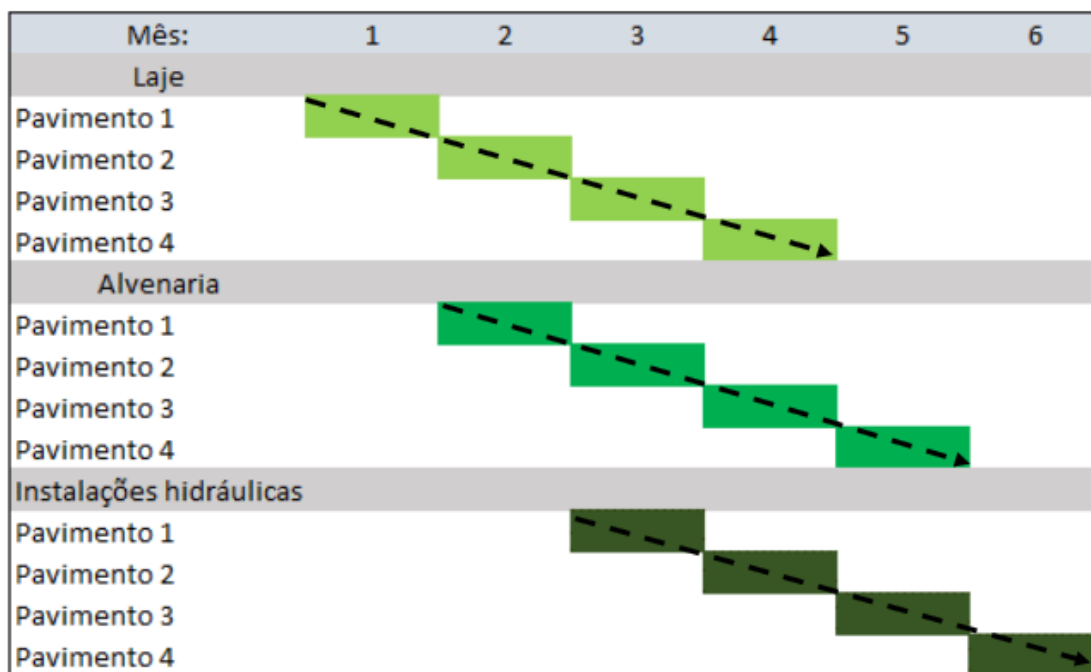 Mês: 1 2 3 4 5 6
Laje
Pavimento 1
Pavimento 2
Pavimento 3
Pavimento 4
Alvenaria
Pavimento 1
Pavimento 2
Pavimento 3
Pavimento 4
Instalações hidráulicas
Pavimento 1
Pavimento 2
Pavimento 3
Pavimento 4